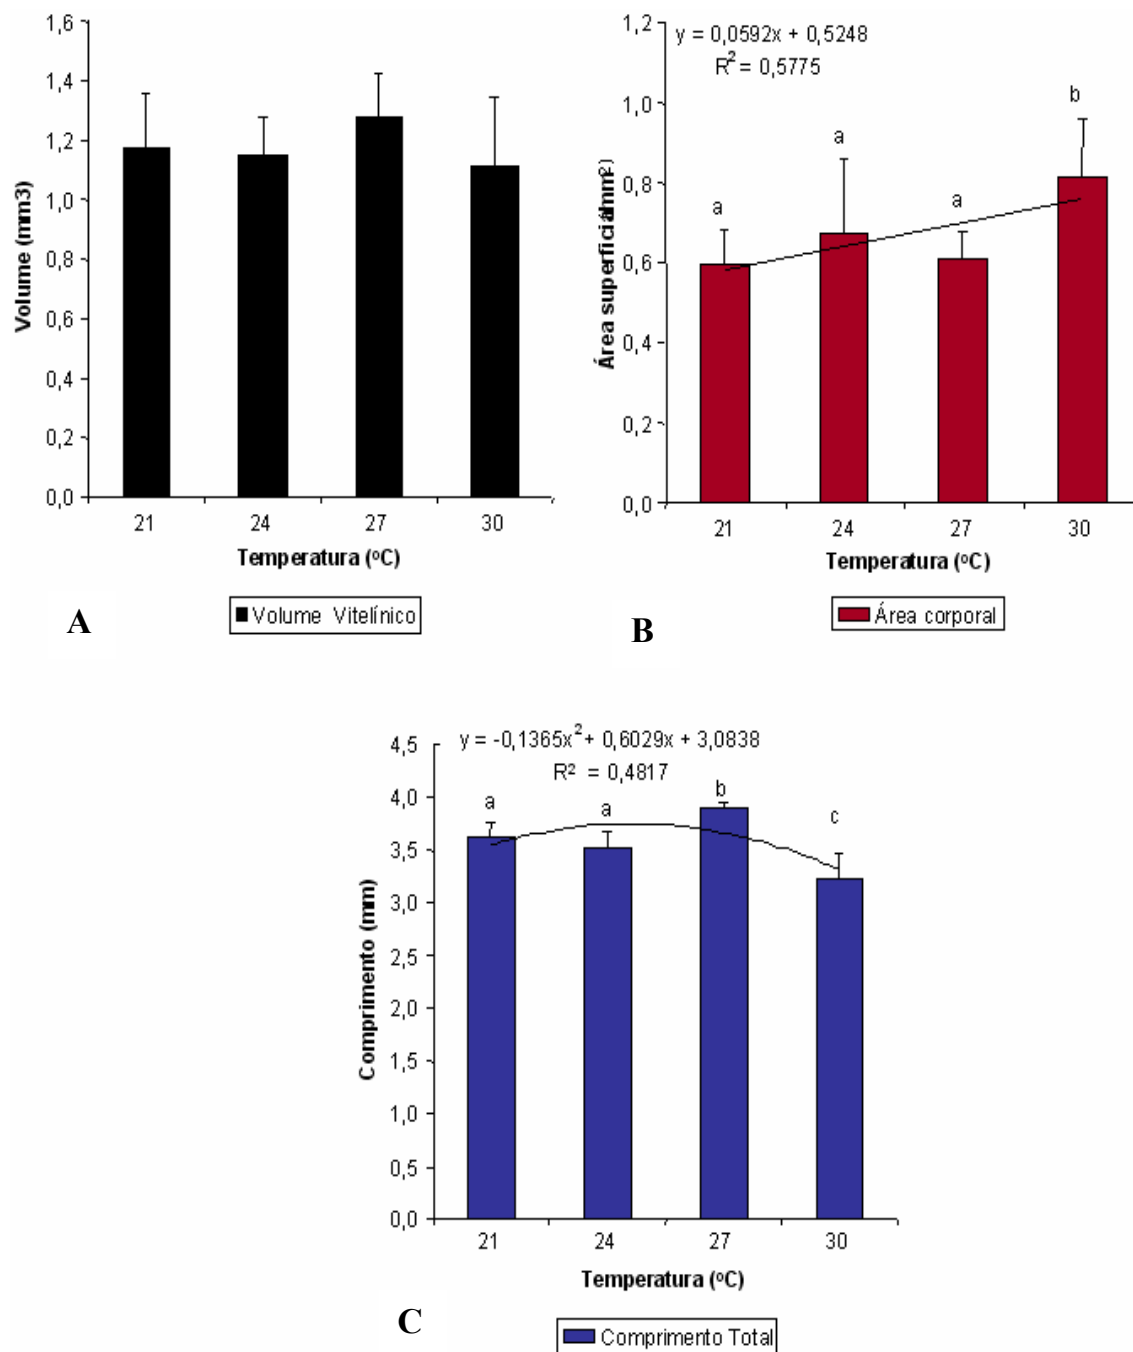 1,6
1,4
1,2
1,0
0,8
0,6
0,4
0,2
0,0
Volume (mm3)
21 24 27 30
Temperatura (ºC)
Volume Vitelínico
A
y = 0,0592x + 0,5248
R² = 0,5775
1,2
1,0
0,8
0,6
0,4
0,2
0,0
Área superficial mm²)
a
a
a
b
21 24 27 30
Temperatura (ºC)
Área corporal
B
y = -0,1365x² + 0,6029x + 3,0838
R² = 0,4817
4,5
4,0
3,5
3,0
2,5
2,0
1,5
1,0
0,5
0,0
Comprimento (mm)
a
a
b
c
21 24 27 30
Temperatura (ºC)
Comprimento Total
C